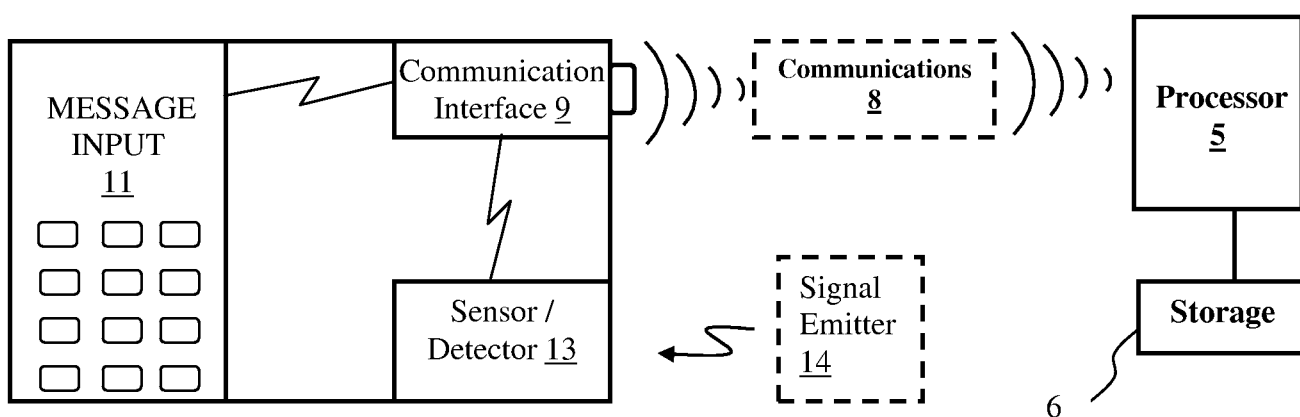 MESSAGE
INPUT
11
Communication
Interface 9
Communications
8
Processor
5
Sensor /
Detector 13
Signal
Emitter
14
Storage
6